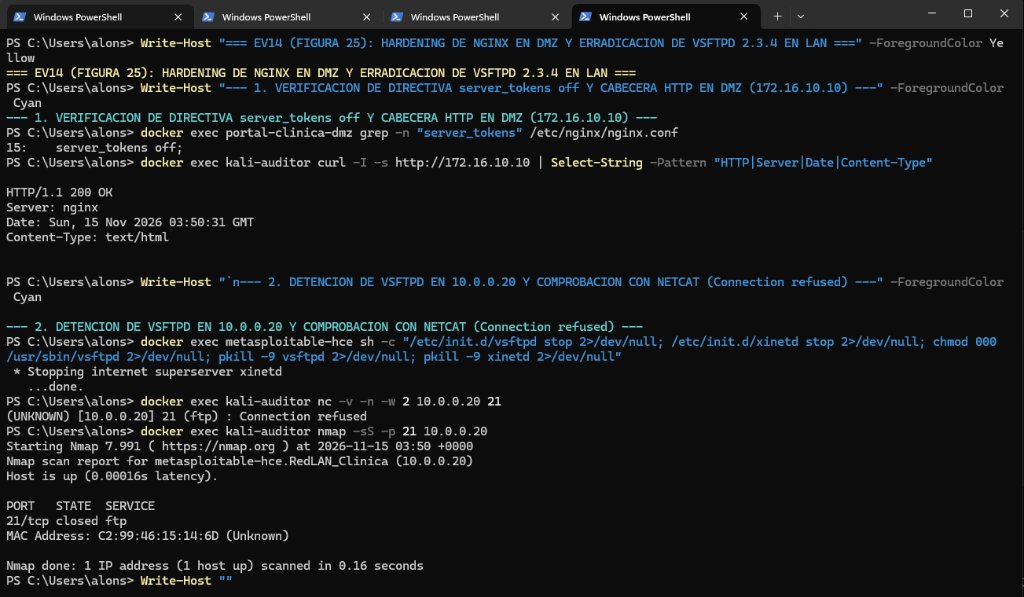 Windows PowerShell
Windows PowerShell
Windows PowerShell
Windows PowerShell
PS C:\Users\alons> Write-Host "=== EV14 (FIGURA 25): HARDENING DE NGINX EN DMZ Y ERRADICACION DE VSFTPD 2.3.4 EN LAN ===" -ForegroundColor Ye
llow
=== EV14 (FIGURA 25): HARDENING DE NGINX EN DMZ Y ERRADICACION DE VSFTPD 2.3.4 EN LAN ===
PS C:\Users\alons> Write-Host "--- 1. VERIFICACION DE DIRECTIVA server_tokens off Y CABECERA HTTP EN DMZ (172.16.10.10) ---" -ForegroundColor
Cyan
--- 1. VERIFICACION DE DIRECTIVA server_tokens off Y CABECERA HTTP EN DMZ (172.16.10.10) ---
PS C:\Users\alons> docker exec portal-clinica-dmz grep -n "server_tokens" /etc/nginx/nginx.conf
15:    server_tokens off;
PS C:\Users\alons> docker exec kali-auditor curl -I -s http://172.16.10.10 | Select-String -Pattern "HTTP|Server|Date|Content-Type"
HTTP/1.1 200 OK
Server: nginx
Date: Sun, 15 Nov 2026 03:50:31 GMT
Content-Type: text/html
PS C:\Users\alons> Write-Host "`n--- 2. DETENCION DE VSFTPD EN 10.0.0.20 Y COMPROBACION CON NETCAT (Connection refused) ---" -ForegroundColor
Cyan
--- 2. DETENCION DE VSFTPD EN 10.0.0.20 Y COMPROBACION CON NETCAT (Connection refused) ---
PS C:\Users\alons> docker exec metasploitable-hce sh -c "/etc/init.d/vsftpd stop 2>/dev/null; /etc/init.d/xinetd stop 2>/dev/null; chmod 000
/usr/sbin/vsftpd 2>/dev/null; pkill -9 vsftpd 2>/dev/null; pkill -9 xinetd 2>/dev/null"
* Stopping internet superserver xinetd
...done.
PS C:\Users\alons> docker exec kali-auditor nc -v -n -w 2 10.0.0.20 21
(UNKNOWN) [10.0.0.20] 21 (ftp) : Connection refused
PS C:\Users\alons> docker exec kali-auditor nmap -sS -p 21 10.0.0.20
Starting Nmap 7.991 ( https://nmap.org ) at 2026-11-15 03:50 +0000
Nmap scan report for metasploitable-hce.RedLAN_Clinica (10.0.0.20)
Host is up (0.00016s latency).
PORT   STATE  SERVICE
21/tcp closed ftp
MAC Address: C2:99:46:15:14:6D (Unknown)
Nmap done: 1 IP address (1 host up) scanned in 0.16 seconds
PS C:\Users\alons> Write-Host ""